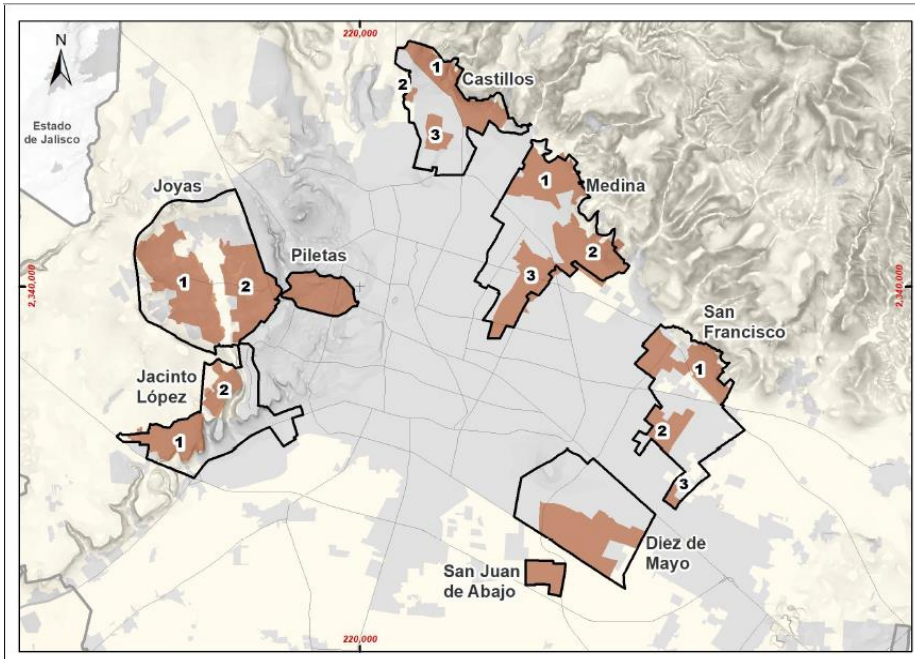 220,000
N
1
Castillos
2
3
Estado
de Jalisco
Joyas
1
Medina
2
3
Piletas
1
2
2,340,000
2,340,000
San
Francisco
1
2
3
Jacinto
López
2
1
Diez de
Mayo
San Juan
de Abajo
220,000